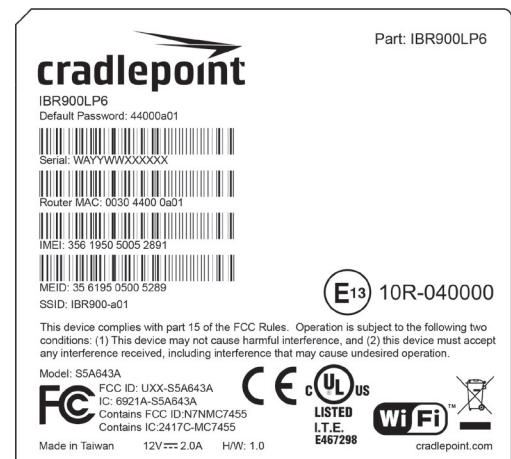 Part: IBR900LP6
cradlepoint
IBR900LP6
Default Password: 44000a01
Serial: WAYYWWXXXXXX
Router MAC: 0030 4400 0a01
IMEI: 356 1950 5005 2891
MEID: 35 6195 0500 5289
SSID: IBR900-a01
E13 10R-040000
This device complies with part 15 of the FCC Rules. Operation is subject to the following two
conditions: (1) This device may not cause harmful interference, and (2) this device must accept
any interference received, including interference that may cause undesired operation.
Model: S5A643A
FC
FCC ID: UXX-S5A643A
IC: 6921A-S5A643A
Contains FCC ID:N7NMC7455
Contains IC:2417C-MC7455
CE
C UL US
LISTED
I.T.E.
E467298
WiFi™
Made in Taiwan 12V⎓2.0A H/W: 1.0
cradlepoint.com